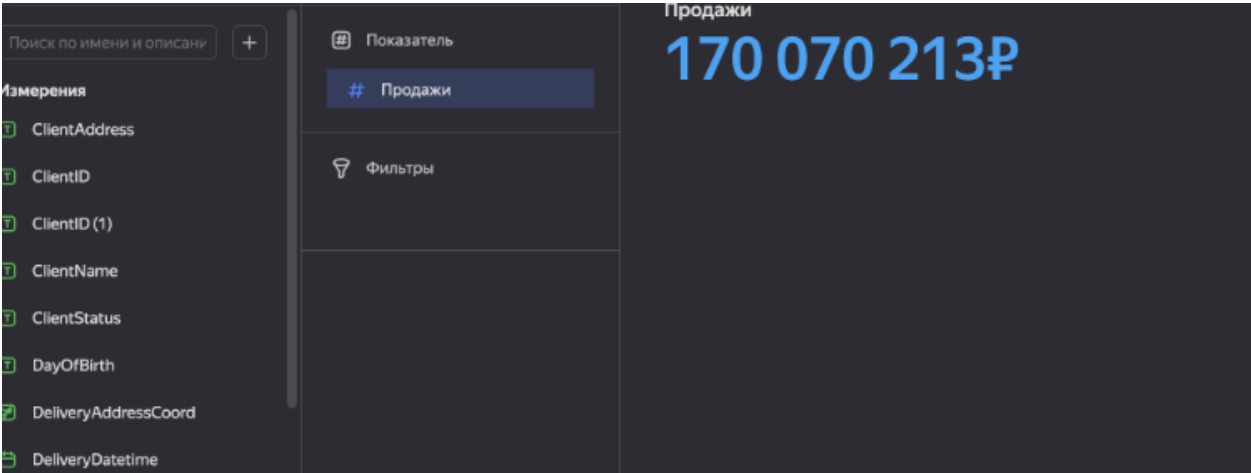 Поиск по имени и описани
+
Измерения
ClientAddress
ClientID
ClientID (1)
ClientName
ClientStatus
DayOfBirth
DeliveryAddressCoord
DeliveryDatetime
# Показатель
# Продажи
Фильтры
Продажи
170 070 213₽